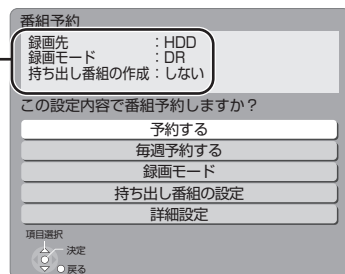 番組予約
録画先　　　　　：HDD
録画モード　　　：DR
持ち出し番組の作成：しない
この設定内容で番組予約しますか？
予約する
毎週予約する
録画モード
持ち出し番組の設定
詳細設定
項目選択
決定
戻る